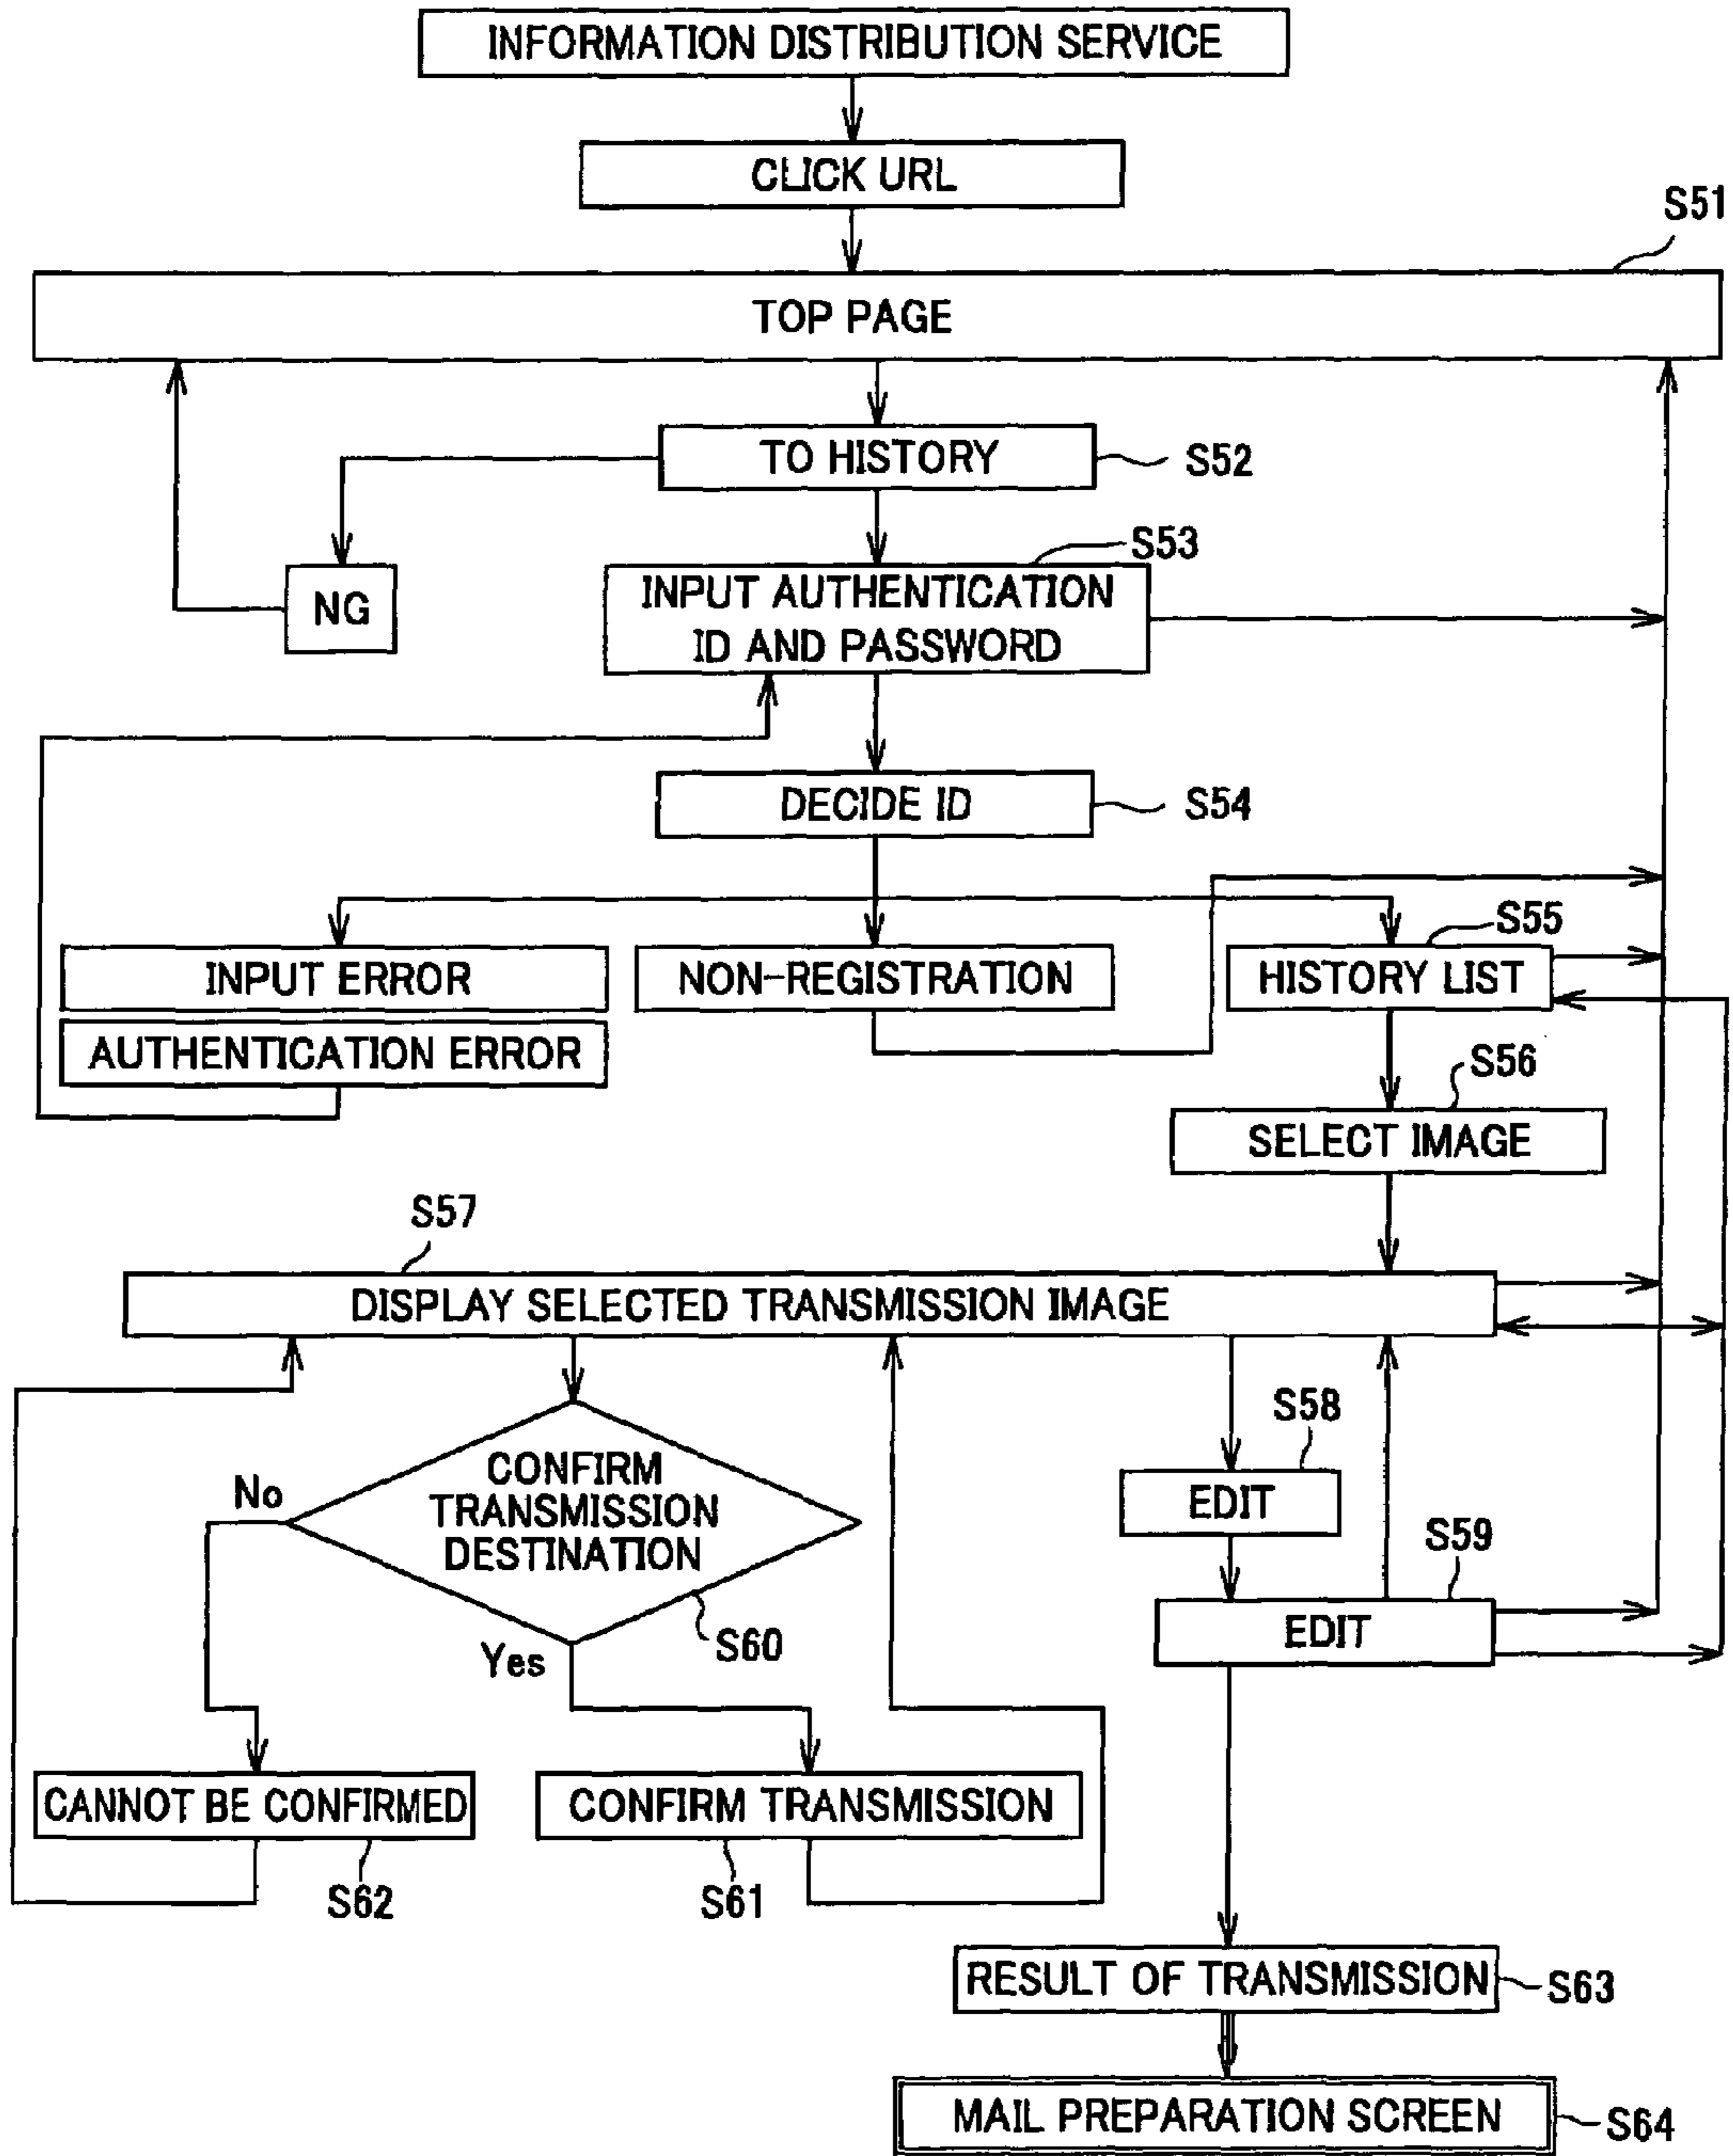 INFORMATION DISTRIBUTION SERVICE
CLICK URL
S51
TOP PAGE
TO HISTORY
S52
S53
NG
INPUT AUTHENTICATION
ID AND PASSWORD
DECIDE ID
S54
S55
INPUT ERROR
NON-REGISTRATION
HISTORY LIST
AUTHENTICATION ERROR
S56
SELECT IMAGE
S57
DISPLAY SELECTED TRANSMISSION IMAGE
S58
No
CONFIRM
TRANSMISSION
DESTINATION
EDIT
S59
EDIT
S60
Yes
CANNOT BE CONFIRMED
CONFIRM TRANSMISSION
S62
S61
RESULT OF TRANSMISSION
S63
MAIL PREPARATION SCREEN
S64